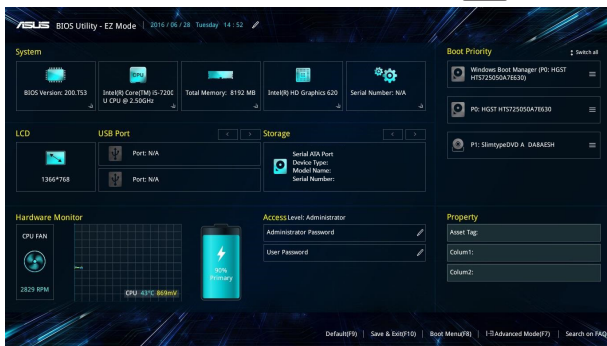 ASUS BIOS Utility - EZ Mode | 2016 / 06 / 28 Tuesday 14 : 52
System
BIOS Version: 200.T53
CPU
Intel(R) Core(TM) i5-7200
U CPU @ 2.50GHz
Total Memory: 8192 MB
Intel(R) HD Graphics 620
Serial Number: N/A
Boot Priority
Switch all
Windows Boot Manager (P0: HGST
HTS725050A7E630)
P0: HGST HTS725050A7E630
P1: SlimtypeDVD A DA8AESH
LCD
1366*768
USB Port
Port: N/A
Port: N/A
Storage
Serial ATA Port
Device Type:
Model Name:
Serial Number:
Hardware Monitor
CPU FAN
2829 RPM
CPU 43°C 869mV
90%
Primary
Access Level: Administrator
Administrator Password
User Password
Property
Asset Tag:
Colum1:
Colum2:
Default(F9) | Save & Exit(F10) | Boot Menu(F8) | Advanced Mode(F7) | Search on FAQ